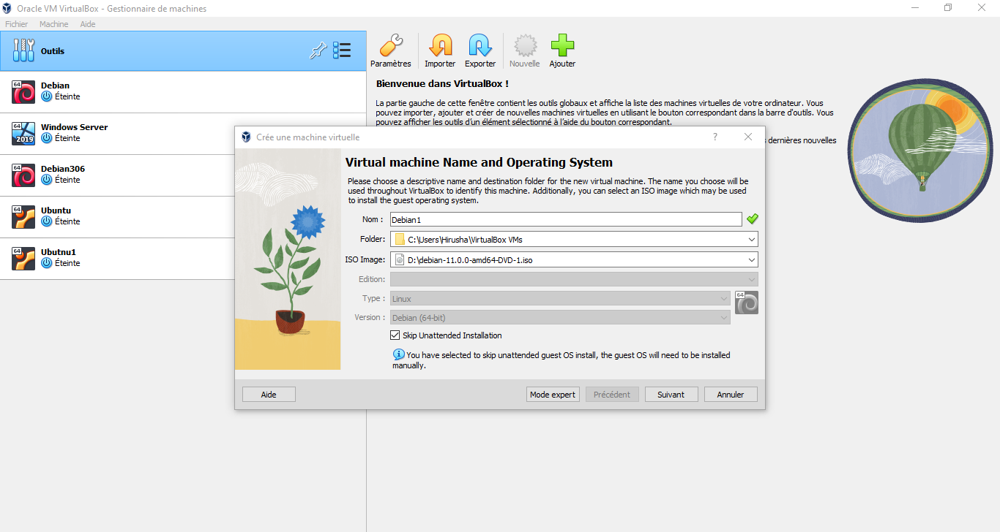 Oracle VM VirtualBox - Gestionnaire de machines
Fichier Machine Aide
Outils
Paramètres Importer Exporter Nouvelle Ajouter
64
Debian
Éteinte
64
2019
Windows Server
Éteinte
64
Debian306
Éteinte
64
Ubuntu
Éteinte
64
Ubutnu1
Éteinte
Bienvenue dans VirtualBox !
La partie gauche de cette fenêtre contient les outils globaux et affiche la liste des machines virtuelles de votre ordinateur. Vous
pouvez importer, ajouter et créer de nouvelles machines virtuelles en utilisant le bouton correspondant dans la barre d'outils. Vous
pouvez afficher les outils d'un élément sélectionné à l'aide du bouton correspondant.
dernières nouvelles
Crée une machine virtuelle
?
Virtual machine Name and Operating System
Please choose a descriptive name and destination folder for the new virtual machine. The name you choose will be
used throughout VirtualBox to identify this machine. Additionally, you can select an ISO image which may be used
to install the guest operating system.
Nom : Debian1
Folder: C:\Users\Hirusha\VirtualBox VMs
ISO Image: D:\debian-11.0.0-amd64-DVD-1.iso
Edition:
Type : Linux
64
Version : Debian (64-bit)
Skip Unattended Installation
You have selected to skip unattended guest OS install, the guest OS will need to be installed
manually.
Aide Mode expert Précédent Suivant Annuler